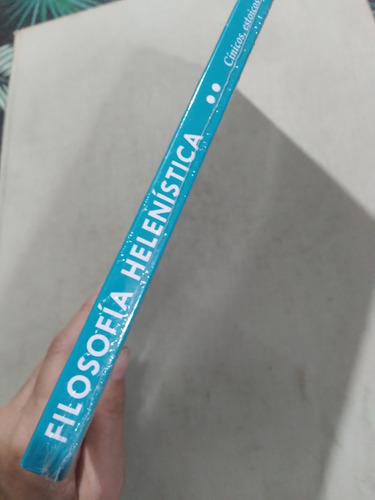 FILOSOFÍA HELENÍSTICA
Cínicos, estoicos,